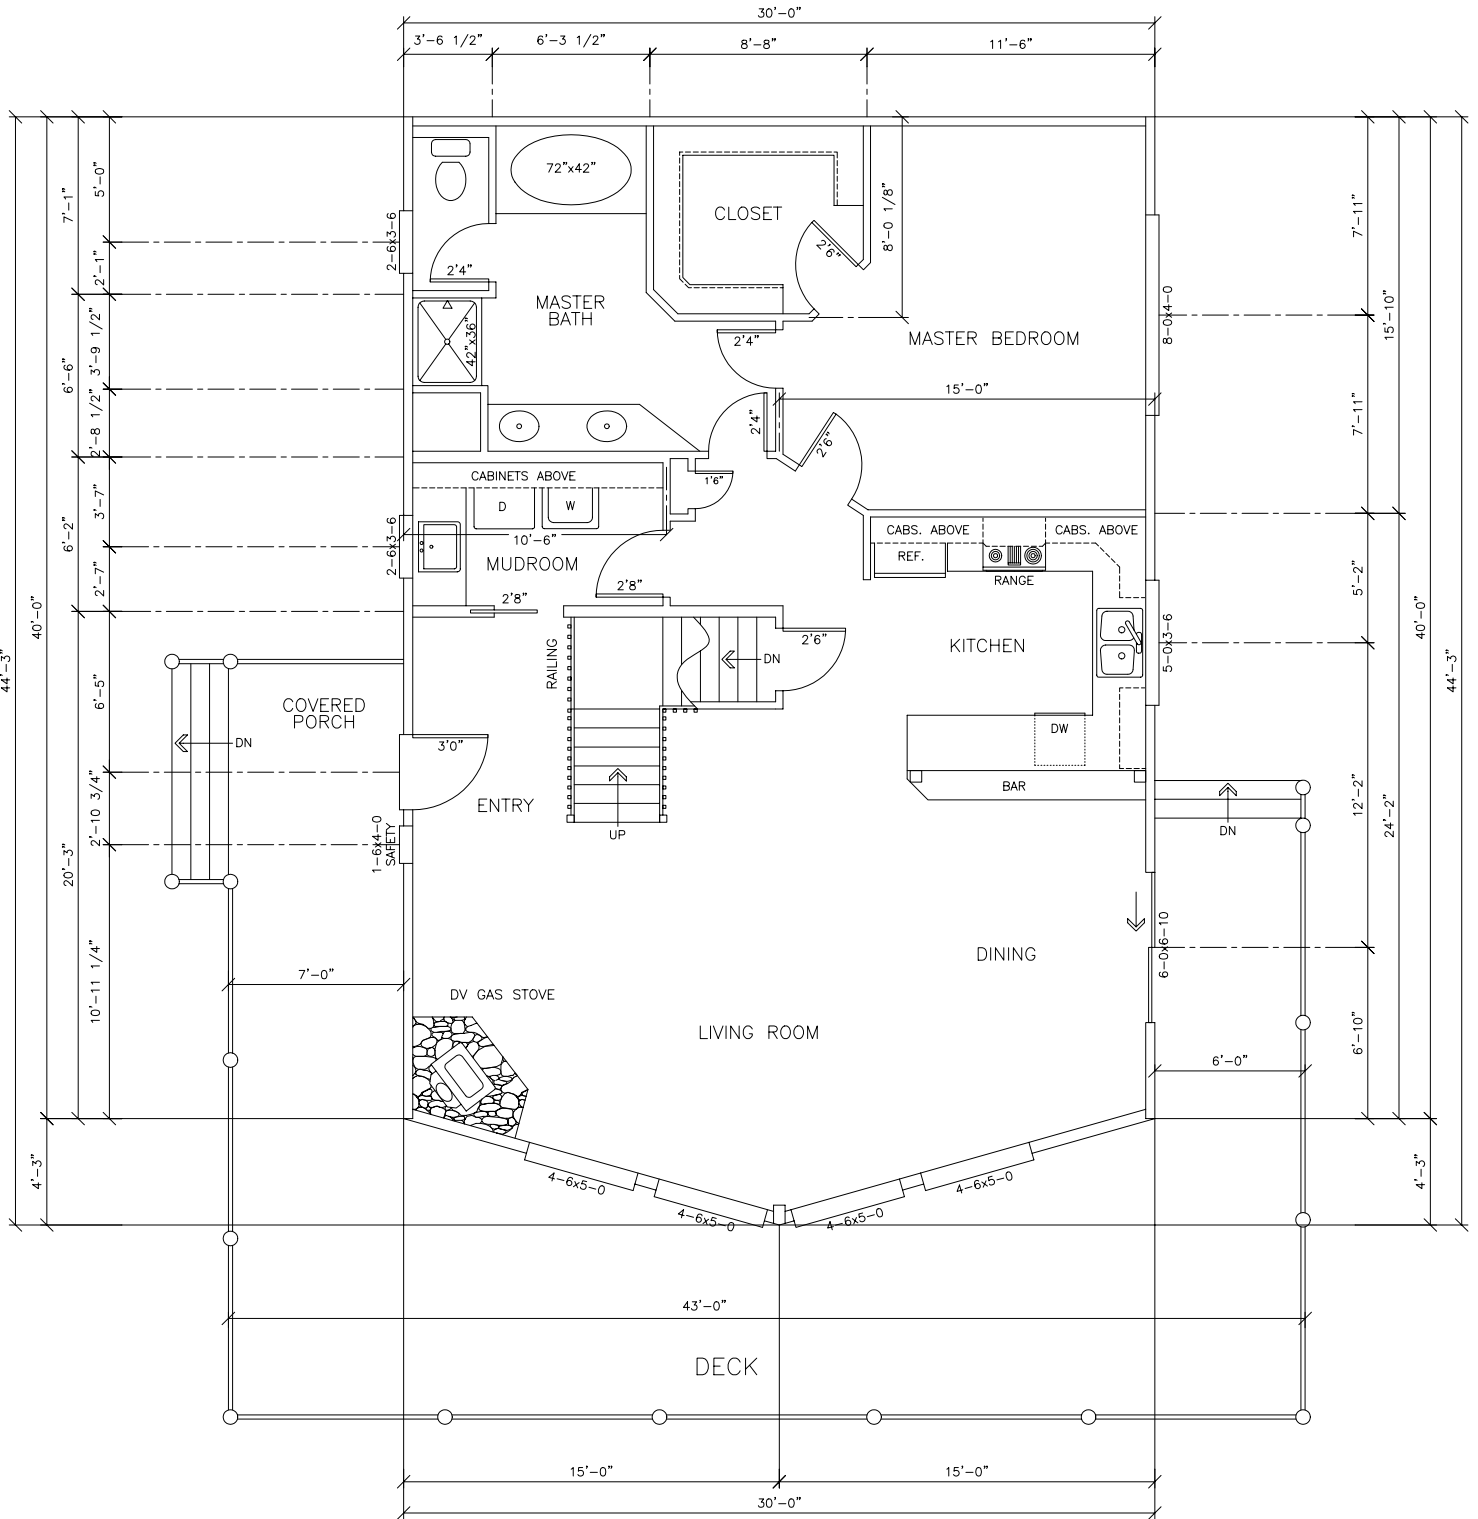 30'-0"
3'-6 1/2"
6'-3 1/2"
8'-8"
11'-6"
5'-0"
7'-1"
2'-1"
3'-9 1/2"
6'-6"
2'-8 1/2"
3'-7"
6'-2"
2'-7"
40'-0"
44'-3"
6'-5"
2'-10 3/4"
20'-3"
10'-11 1/4"
4'-3"
2-6x3-6
72"x42"
CLOSET
8'-0 1/8"
2'6"
2'4"
MASTER
BATH
42"x36"
2'4"
MASTER BEDROOM
15'-0"
2'4"
2'6"
8-0x4-0
7'-11"
15'-10"
7'-11"
CABINETS ABOVE
1'6"
D
W
10'-6"
2-6x3-6
MUDROOM
2'8"
2'8"
CABS. ABOVE
CABS. ABOVE
REF.
RANGE
5'-2"
40'-0"
44'-3"
RAILING
2'6"
DN
KITCHEN
5-0x3-6
COVERED
PORCH
DN
3'0"
DW
ENTRY
UP
BAR
DN
12'-2"
24'-2"
1-6x4-0
SAFETY
6-0x6-10
DINING
7'-0"
DV GAS STOVE
LIVING ROOM
6'-0"
6'-10"
4'-3"
4-6x5-0
4-6x5-0
4-6x5-0
4-6x5-0
43'-0"
DECK
15'-0"
15'-0"
30'-0"